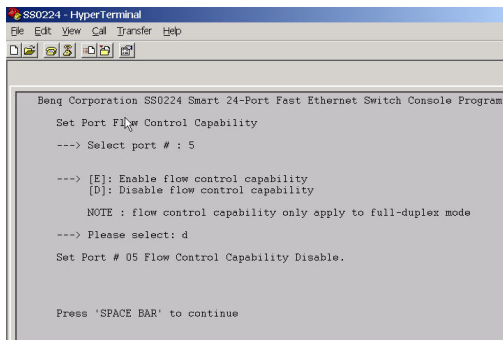 SS0224 - HyperTerminal
File Edit View Call Transfer Help
Benq Corporation SS0224 Smart 24-Port Fast Ethernet Switch Console Program
Set Port Flow Control Capability
---> Select port # : 5
---> [E]: Enable flow control capability
[D]: Disable flow control capability
NOTE : flow control capability only apply to full-duplex mode
---> Please select: d
Set Port # 05 Flow Control Capability Disable.
Press 'SPACE BAR' to continue